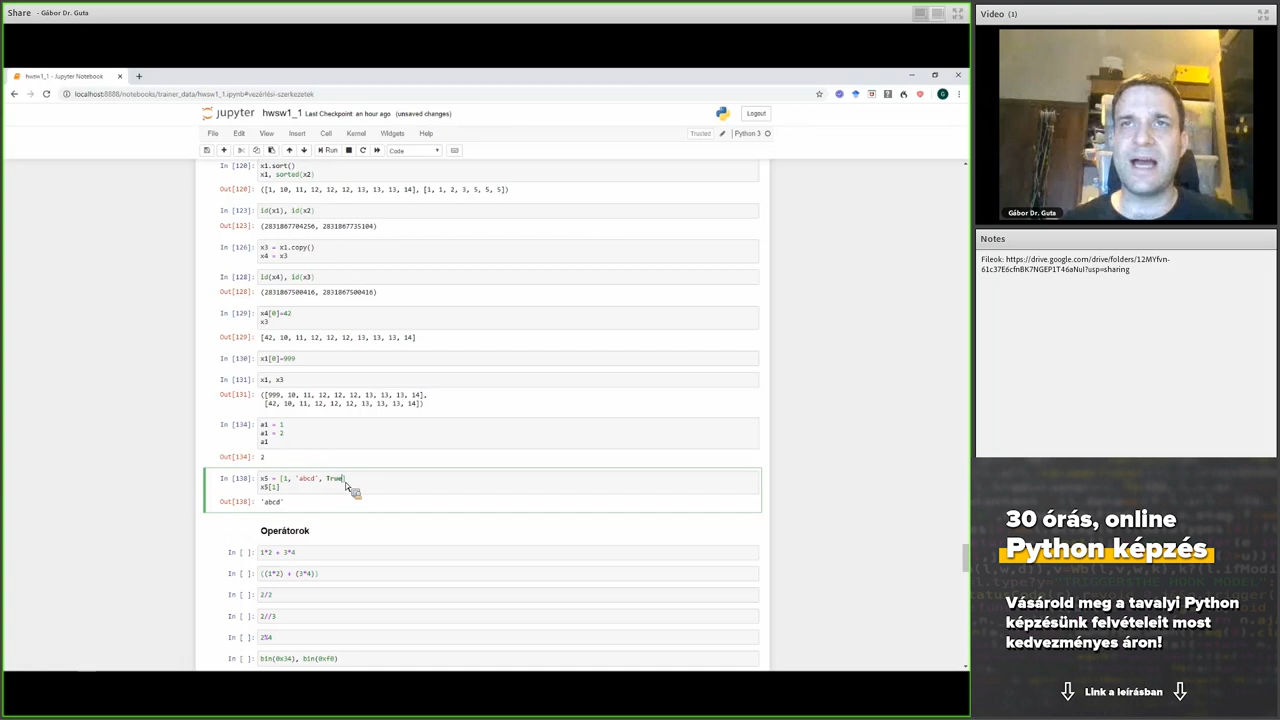 Share - Gábor Dr. Guta
hwsw1_1 - Jupyter Notebook
localhost:8888/notebooks/trainer_data/hwsw1_1.ipynb#vezérlési-szerkezetek
jupyter hwsw1_1 Last Checkpoint: an hour ago (unsaved changes)
Logout
File Edit View Insert Cell Kernel Widgets Help
Trusted Python 3
Run Code
In [120]: x1.sort()
x1, sorted(x2)
Out[120]: ([1, 10, 11, 12, 12, 12, 13, 13, 13, 14], [1, 1, 2, 3, 5, 5, 5])
In [123]: id(x1), id(x2)
Out[123]: (2831867704256, 2831867735104)
In [126]: x3 = x1.copy()
x4 = x3
In [128]: id(x4), id(x3)
Out[128]: (2831867500416, 2831867500416)
In [129]: x4[0]=42
x3
Out[129]: [42, 10, 11, 12, 12, 12, 13, 13, 13, 14]
In [130]: x1[0]=999
In [131]: x1, x3
Out[131]: ([999, 10, 11, 12, 12, 12, 13, 13, 13, 14],
[42, 10, 11, 12, 12, 12, 13, 13, 13, 14])
In [134]: a1 = 1
a1 = 2
a1
Out[134]: 2
In [138]: x5 = [1, 'abcd', True]
x5[1]
Out[138]: 'abcd'
Operátorok
In [ ]: 1*2 + 3*4
In [ ]: ((1*2) + (3*4))
In [ ]: 2/2
In [ ]: 2//3
In [ ]: 2%4
In [ ]: bin(0x34), bin(0xf0)
Video (1)
Gábor Dr. Guta
Notes
Fileok: https://drive.google.com/drive/folders/12MYfvn-
61c37E6cfnBK7NGEP1T46aNuI?usp=sharing
30 órás, online
Python képzés
Vásárold meg a tavalyi Python
képzésünk felvételeit most
kedvezményes áron!
Link a leírásban